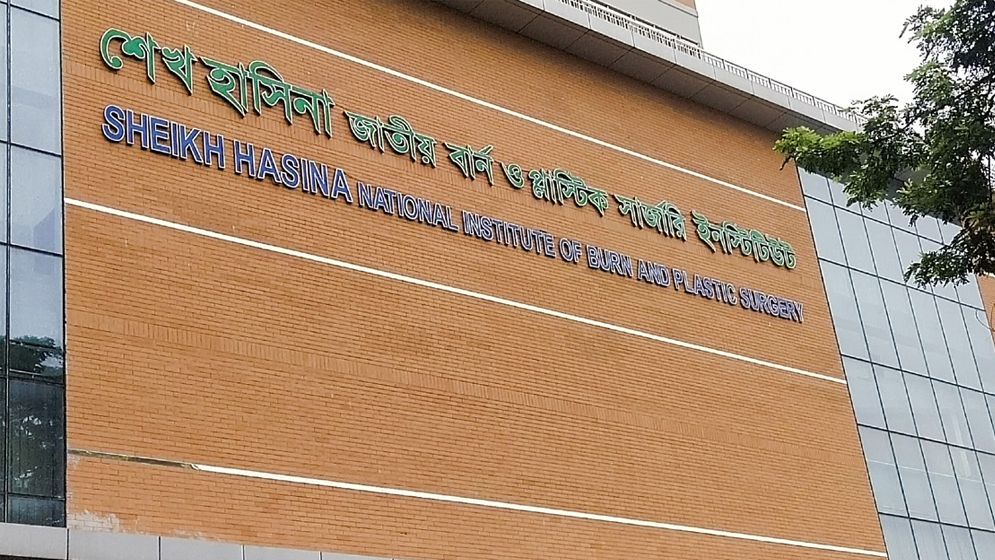 শেখ হাসিনা জাতীয় বার্ন ও প্লাস্টিক সার্জারি ইনস্টিটিউট
SHEIKH HASINA NATIONAL INSTITUTE OF BURN AND PLASTIC SURGERY